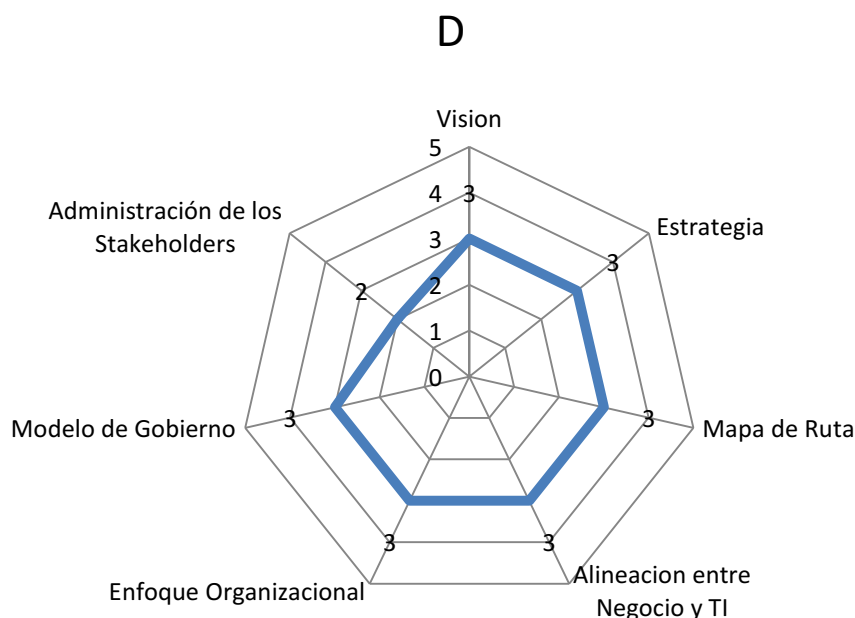 D
Vision
5
4
3
3
2
1
0
Estrategia
3
Mapa de Ruta
3
Alineacion entre
Negocio y TI
3
Enfoque Organizacional
3
Modelo de Gobierno
3
Administración de los
Stakeholders
2